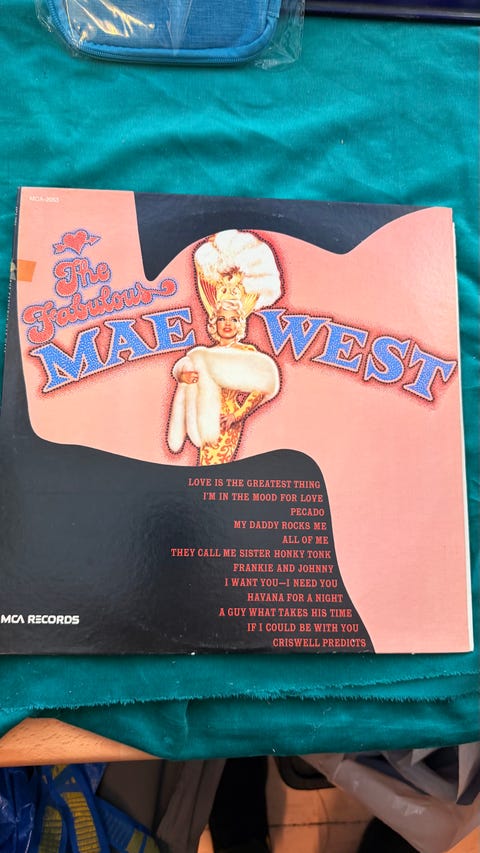 MCA-2053
The
Fabulous
MAE WEST
LOVE IS THE GREATEST THING
I'M IN THE MOOD FOR LOVE
PECADO
MY DADDY ROCKS ME
ALL OF ME
THEY CALL ME SISTER HONKY TONK
FRANKIE AND JOHNNY
I WANT YOU—I NEED YOU
HAVANA FOR A NIGHT
A GUY WHAT TAKES HIS TIME
IF I COULD BE WITH YOU
CRISWELL PREDICTS
MCA RECORDS